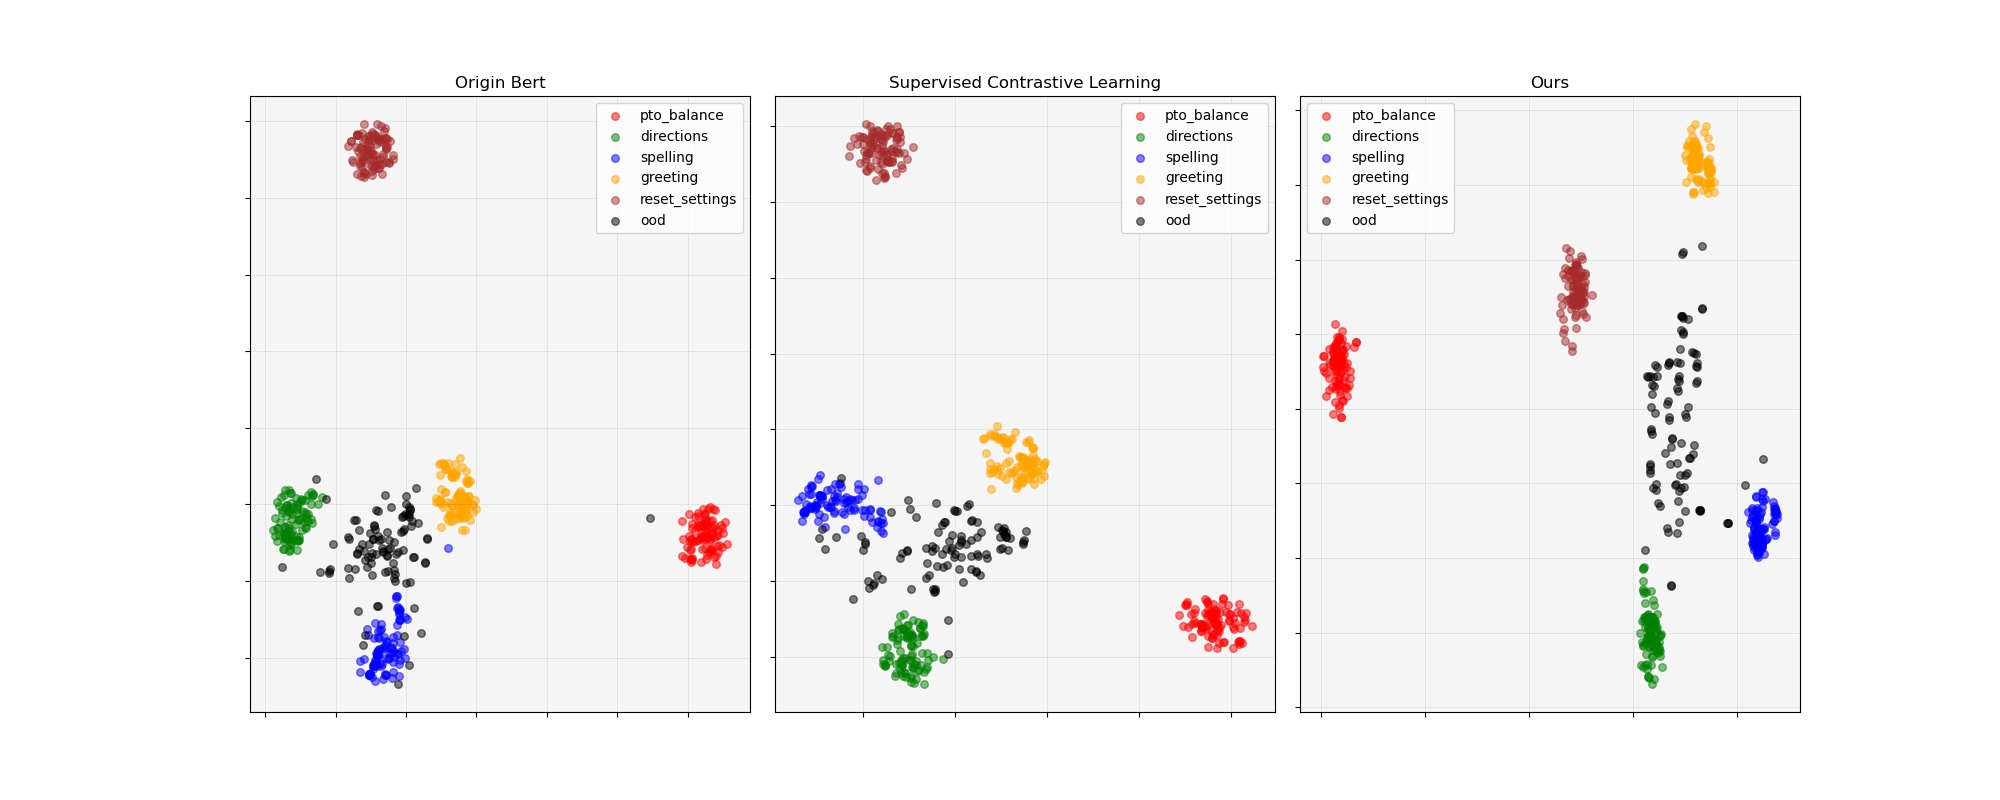 Origin Bert
pto_balance
directions
spelling
greeting
reset_settings
ood
Supervised Contrastive Learning
pto_balance
directions
spelling
greeting
reset_settings
ood
Ours
pto_balance
directions
spelling
greeting
reset_settings
ood